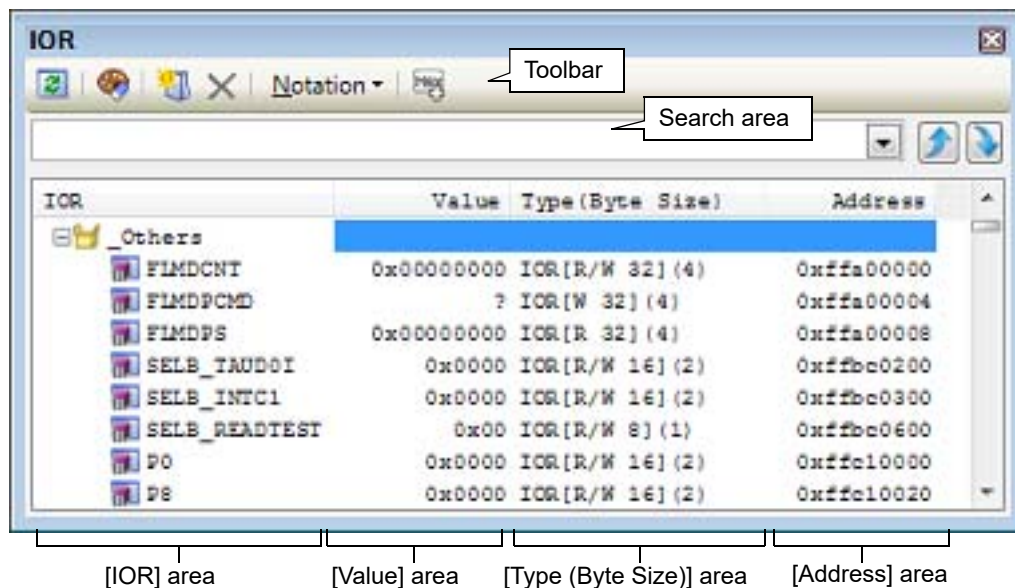 IOR
Notation
Toolbar
Search area
IOR Value Type(Byte Size) Address
_Others
FLMDCNT 0x00000000 IOR[R/W 32](4) 0xffa00000
FLMDPCMD ? IOR[W 32](4) 0xffa00004
FLMDPS 0x00000000 IOR[R 32](4) 0xffa00008
SELB_TAUD0I 0x0000 IOR[R/W 16](2) 0xffbc0200
SELB_INTC1 0x0000 IOR[R/W 16](2) 0xffbc0300
SELB_READTEST 0x00 IOR[R/W 8](1) 0xffbc0600
P0 0x0000 IOR[R/W 16](2) 0xffc10000
P8 0x0000 IOR[R/W 16](2) 0xffc10020
[IOR] area [Value] area [Type (Byte Size)] area [Address] area